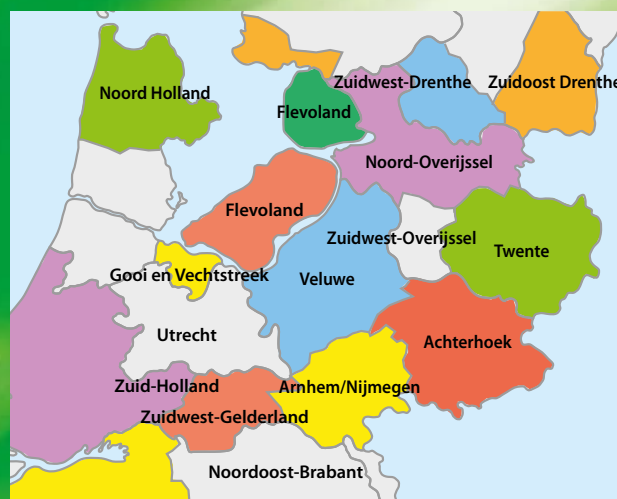 Zuidwest-Drenthe
Zuidoost Drenthe
Noord Holland
Flevoland
Noord-Overijssel
Flevoland
Zuidwest-Overijssel
Twente
Gooi en Vechtstreek
Veluwe
Utrecht
Achterhoek
Zuid-Holland
Arnhem/Nijmegen
Zuidwest-Gelderland
Noordoost-Brabant